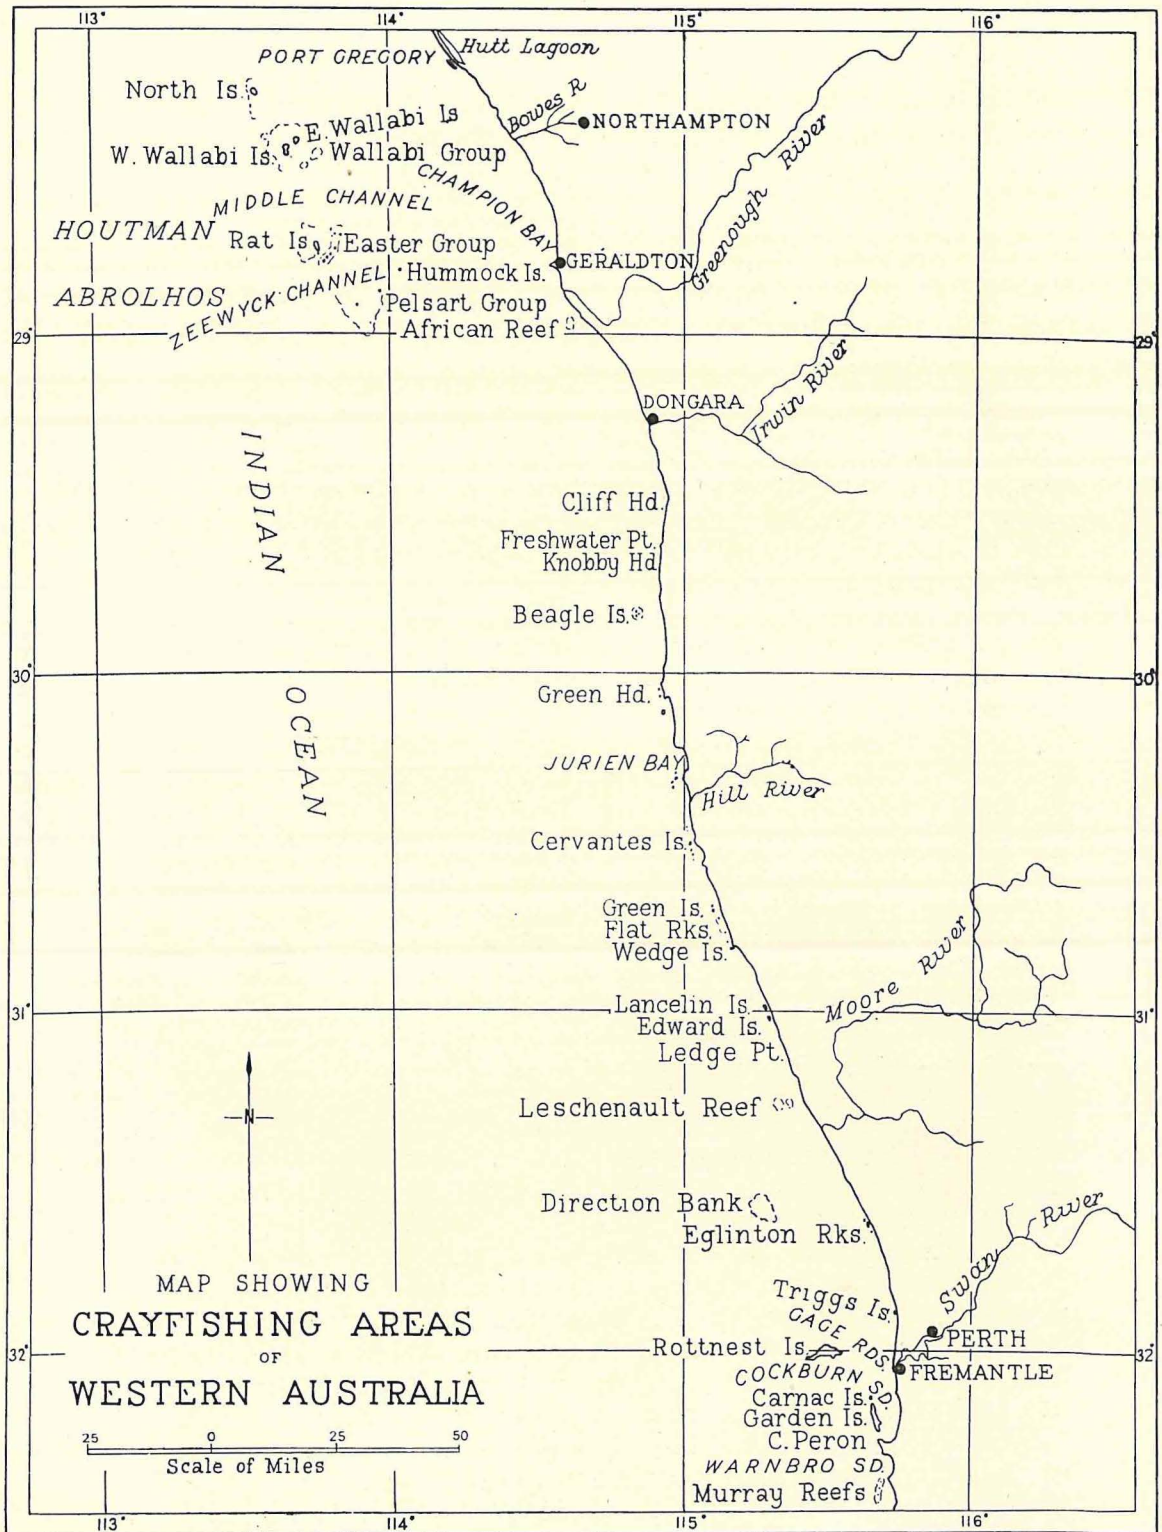 113° 114° 115° 116°
PORT GREGORY
Hutt Lagoon
North Is.
Bowes R
NORTHAMPTON
E. Wallabi Is
W. Wallabi Is.
Wallabi Group
CHAMPION BAY
MIDDLE CHANNEL
Greenough River
HOUTMAN
Rat Is.
Easter Group
GERALDTON
Hummock Is.
ABROLHOS
ZEEWYCK CHANNEL
Pelsart Group
African Reef
29° 29°
DONGARA
Irwin River
INDIAN
Cliff Hd.
Freshwater Pt.
Knobby Hd
Beagle Is.
30° 30°
Green Hd.
OCEAN
JURIEN BAY
Hill River
Cervantes Is.
Green Is.
Flat Rks.
Wedge Is.
Moore River
Lancelin Is.
31° 31°
Edward Is.
Ledge Pt.
N
Leschenault Reef
Direction Bank
Eglinton Rks.
Swan River
MAP SHOWING
CRAYFISHING AREAS
OF
WESTERN AUSTRALIA
Triggs Is.
GAGE RDS.
PERTH
Rottnest Is.
32° 32°
FREMANTLE
COCKBURN SD.
Carnac Is.
Garden Is.
C. Peron
WARNBRO SD.
Murray Reefs
25 0 25 50
Scale of Miles
113° 114° 115° 116°